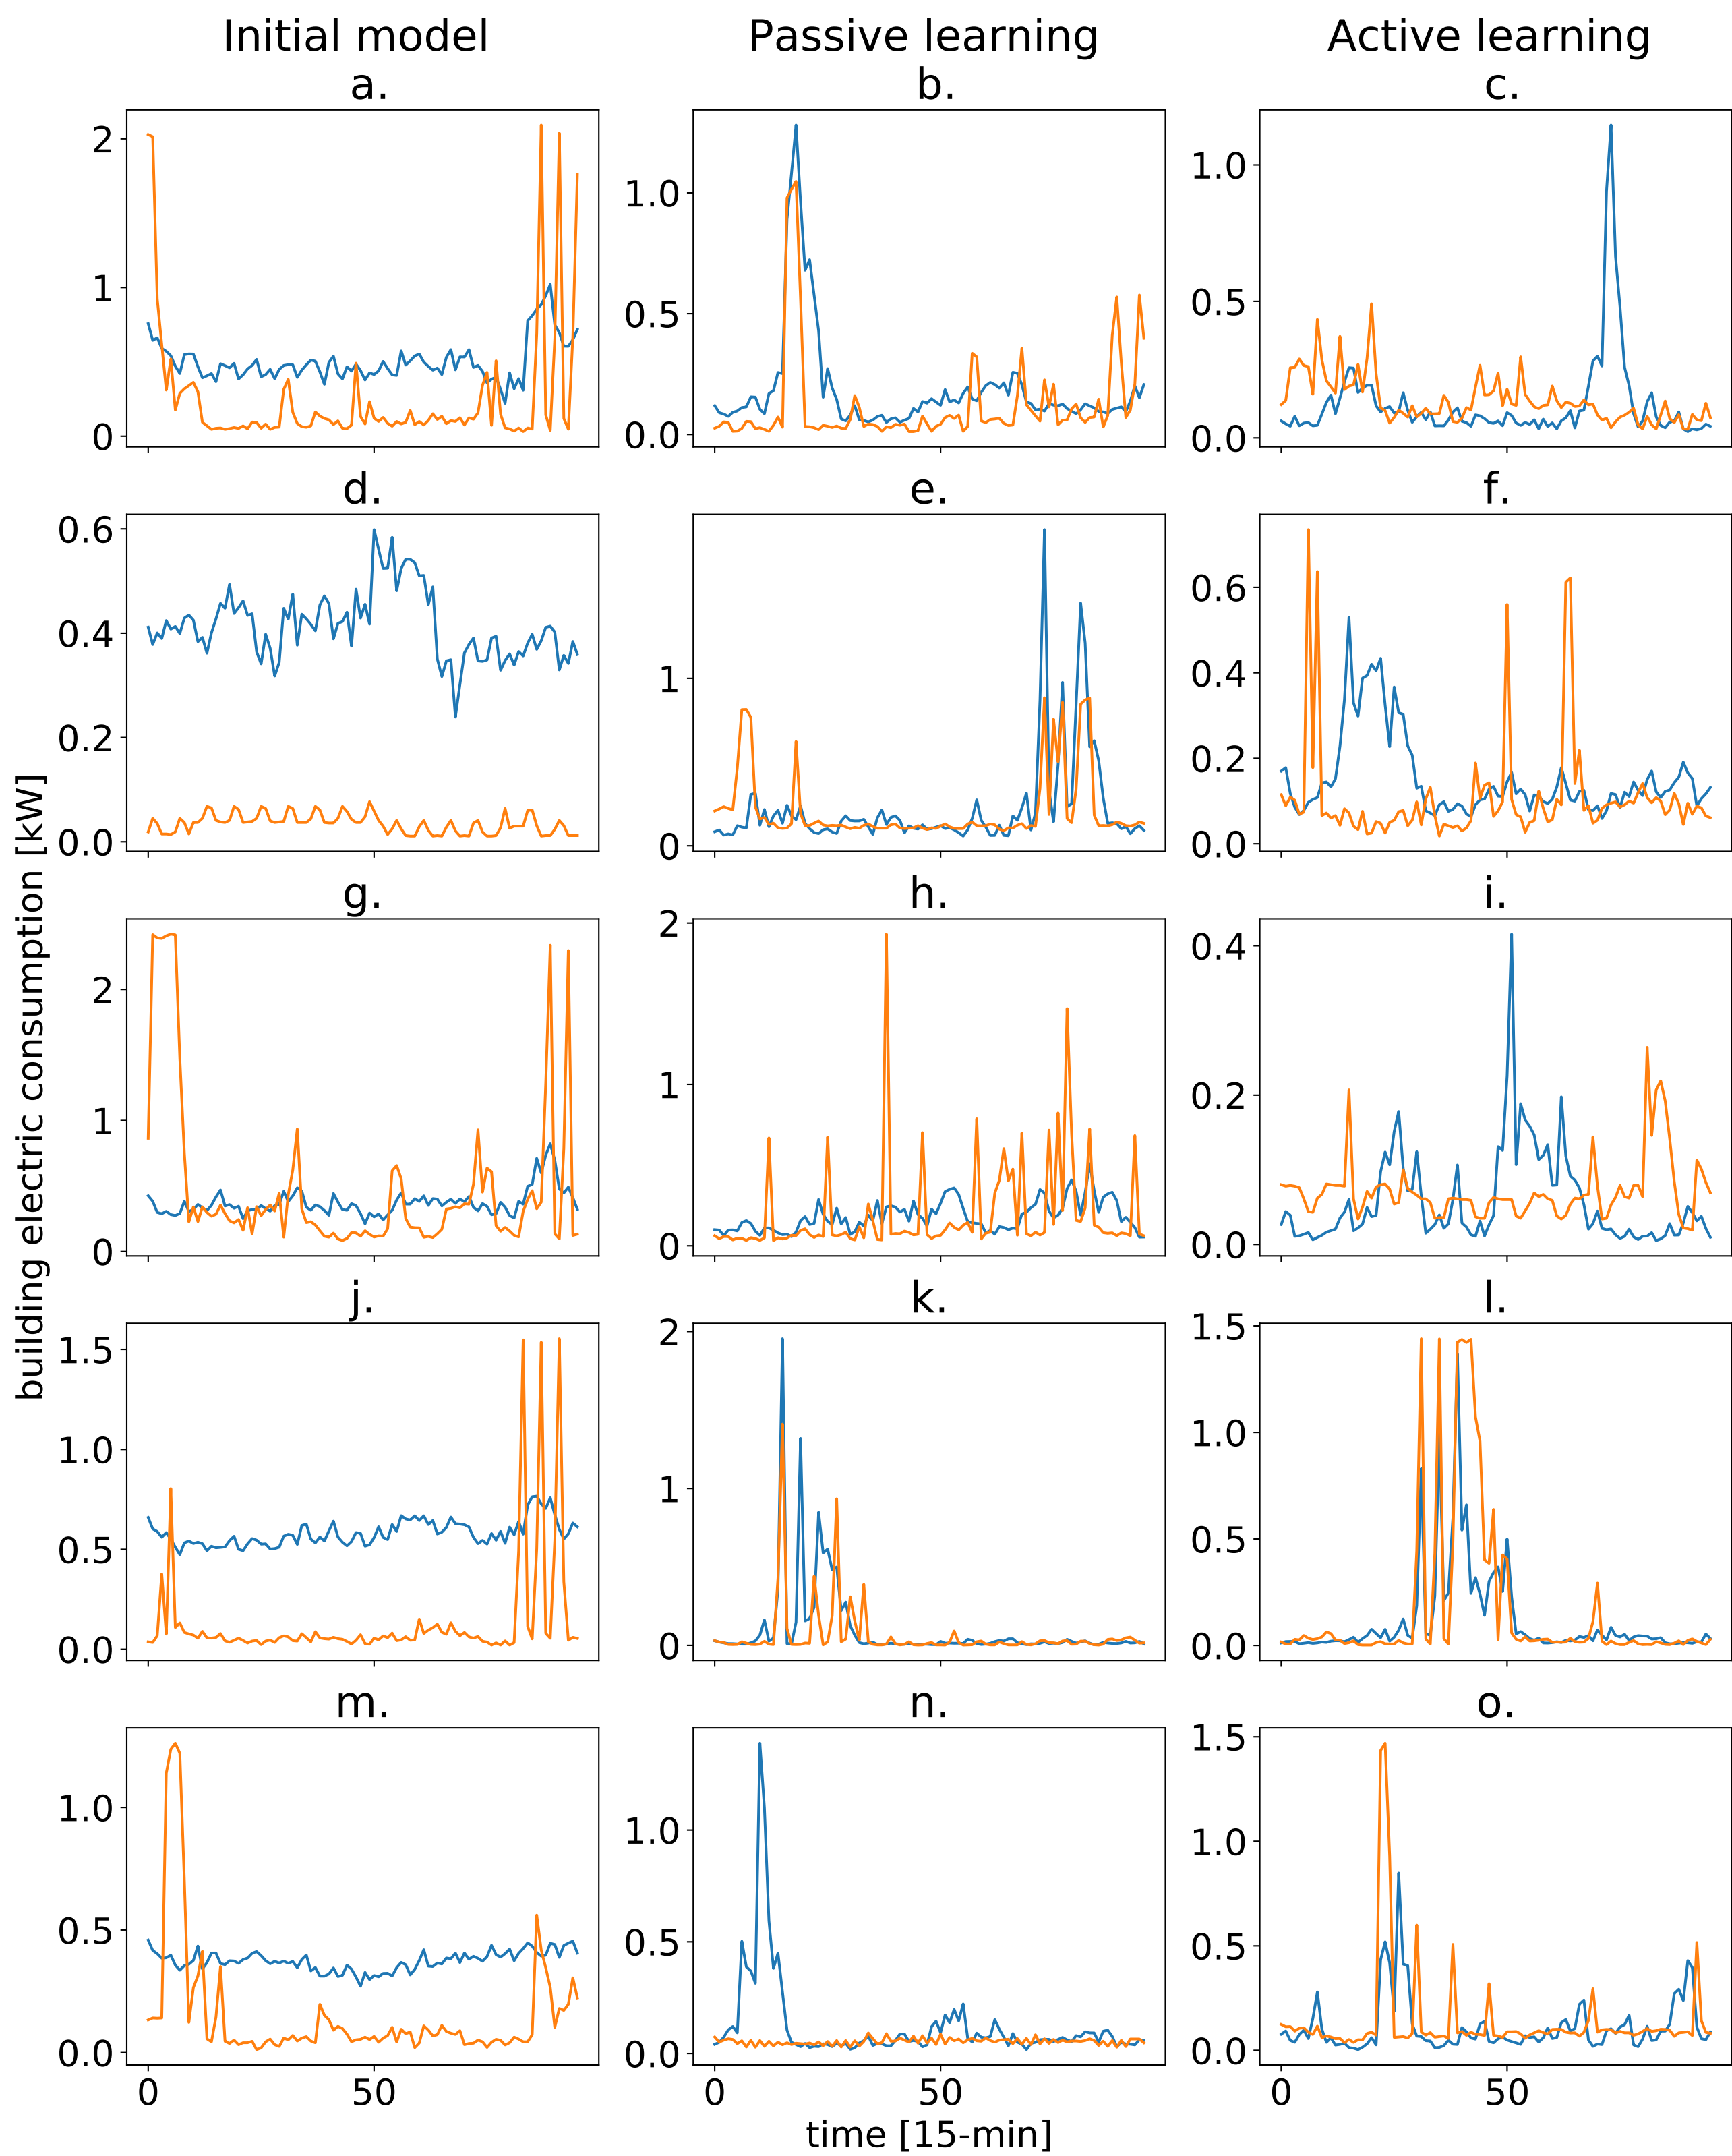 Initial model
Passive learning
Active learning
a.
b.
c.
2
1
0
1.0
0.5
0.0
1.0
0.5
0.0
d.
e.
f.
0.6
0.4
0.2
0.0
1
0
0.6
0.4
0.2
0.0
g.
h.
i.
2
1
0
2
1
0
0.4
0.2
0.0
j.
k.
l.
1.5
1.0
0.5
0.0
2
1
0
1.5
1.0
0.5
0.0
m.
n.
o.
1.0
0.5
0.0
1.0
0.5
0.0
1.5
1.0
0.5
0.0
0
50
0
50
0
50
building electric consumption [kW]
time [15-min]